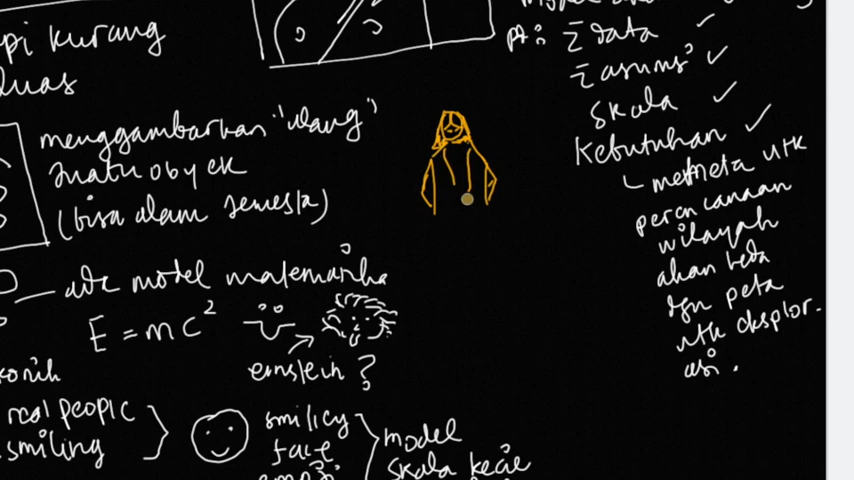 pi kurang
luas
menggambarkan "ulang"
suatu obyek
(bisa alam semesta)
ada model matematika
E = mc²
einstein?
real people
smiling
smiley
face
emoji
model
skala kecil
pt:
data
asumsi
skala
Kebutuhan
memeta utk
perencanaan
wilayah
akan beda
dgn peta
utk eksplor.
asi.